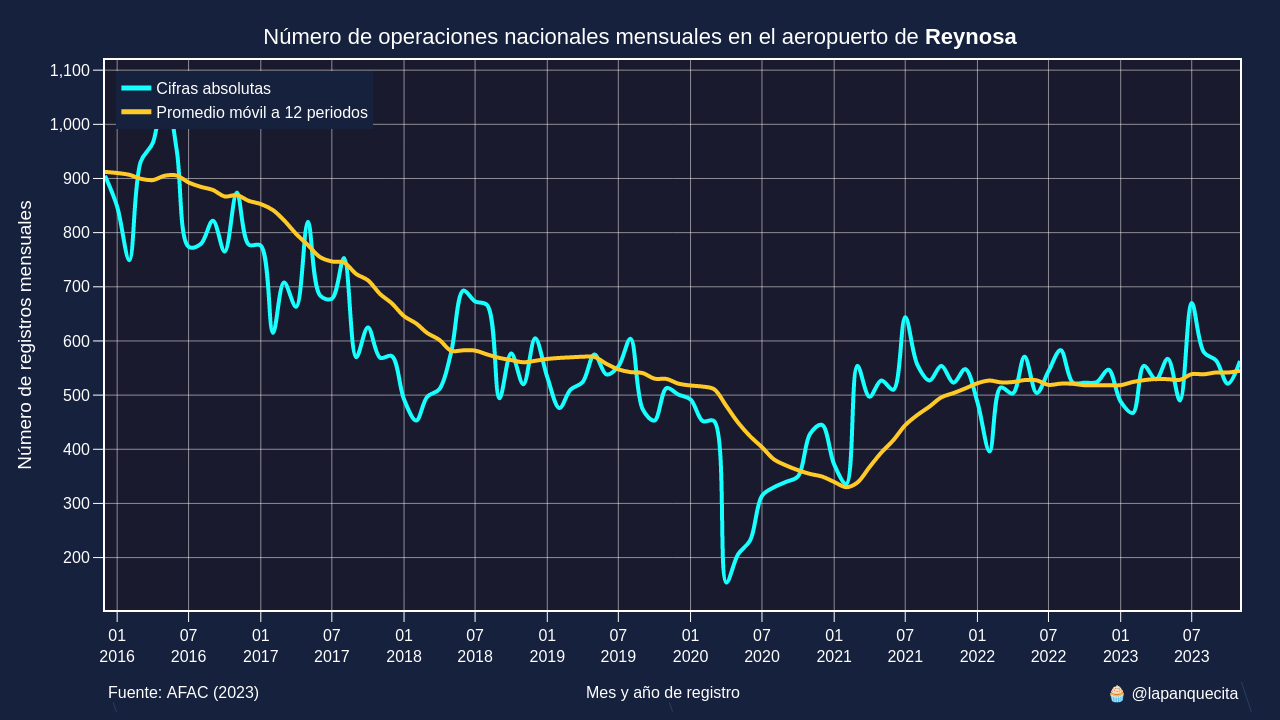 Número de operaciones nacionales mensuales en el aeropuerto de Reynosa
Número de registros mensuales
1,100
1,000
900
800
700
600
500
400
300
200
Cifras absolutas
Promedio móvil a 12 periodos
01 07 01 07 01 07 01 07 01 07 01 07 01 07 01 07
2016 2016 2017 2017 2018 2018 2019 2019 2020 2020 2021 2021 2022 2022 2023 2023
Fuente: AFAC (2023) Mes y año de registro 🧁 @lapanquecita